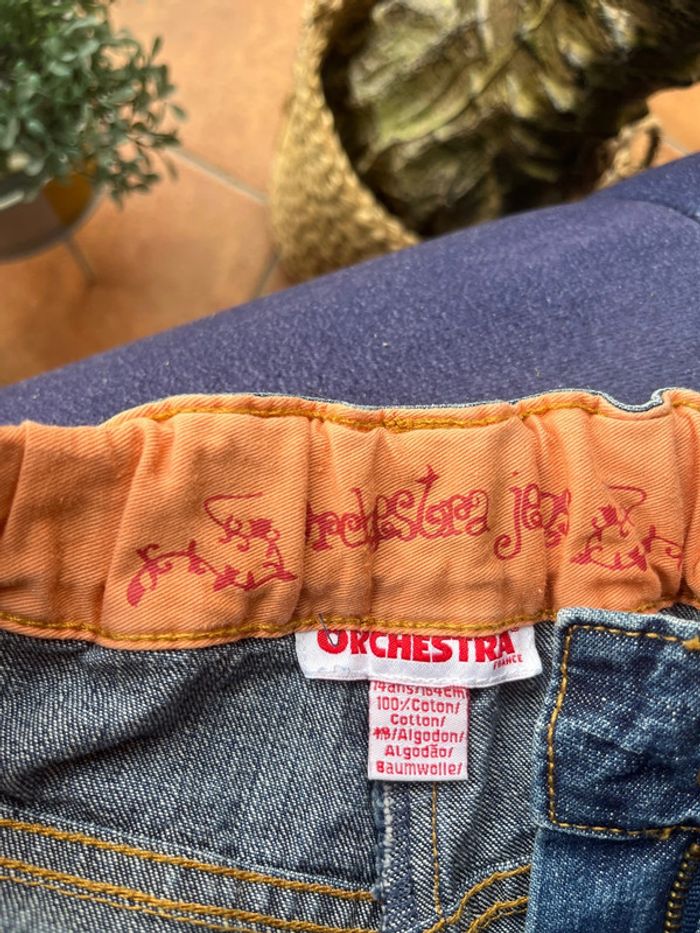 orchestra jeans
ORCHESTRA
FRANCE
14ans/164cm
100%Coton/
Cotton/
/Algodon/
Algodão/
Baumwolle/